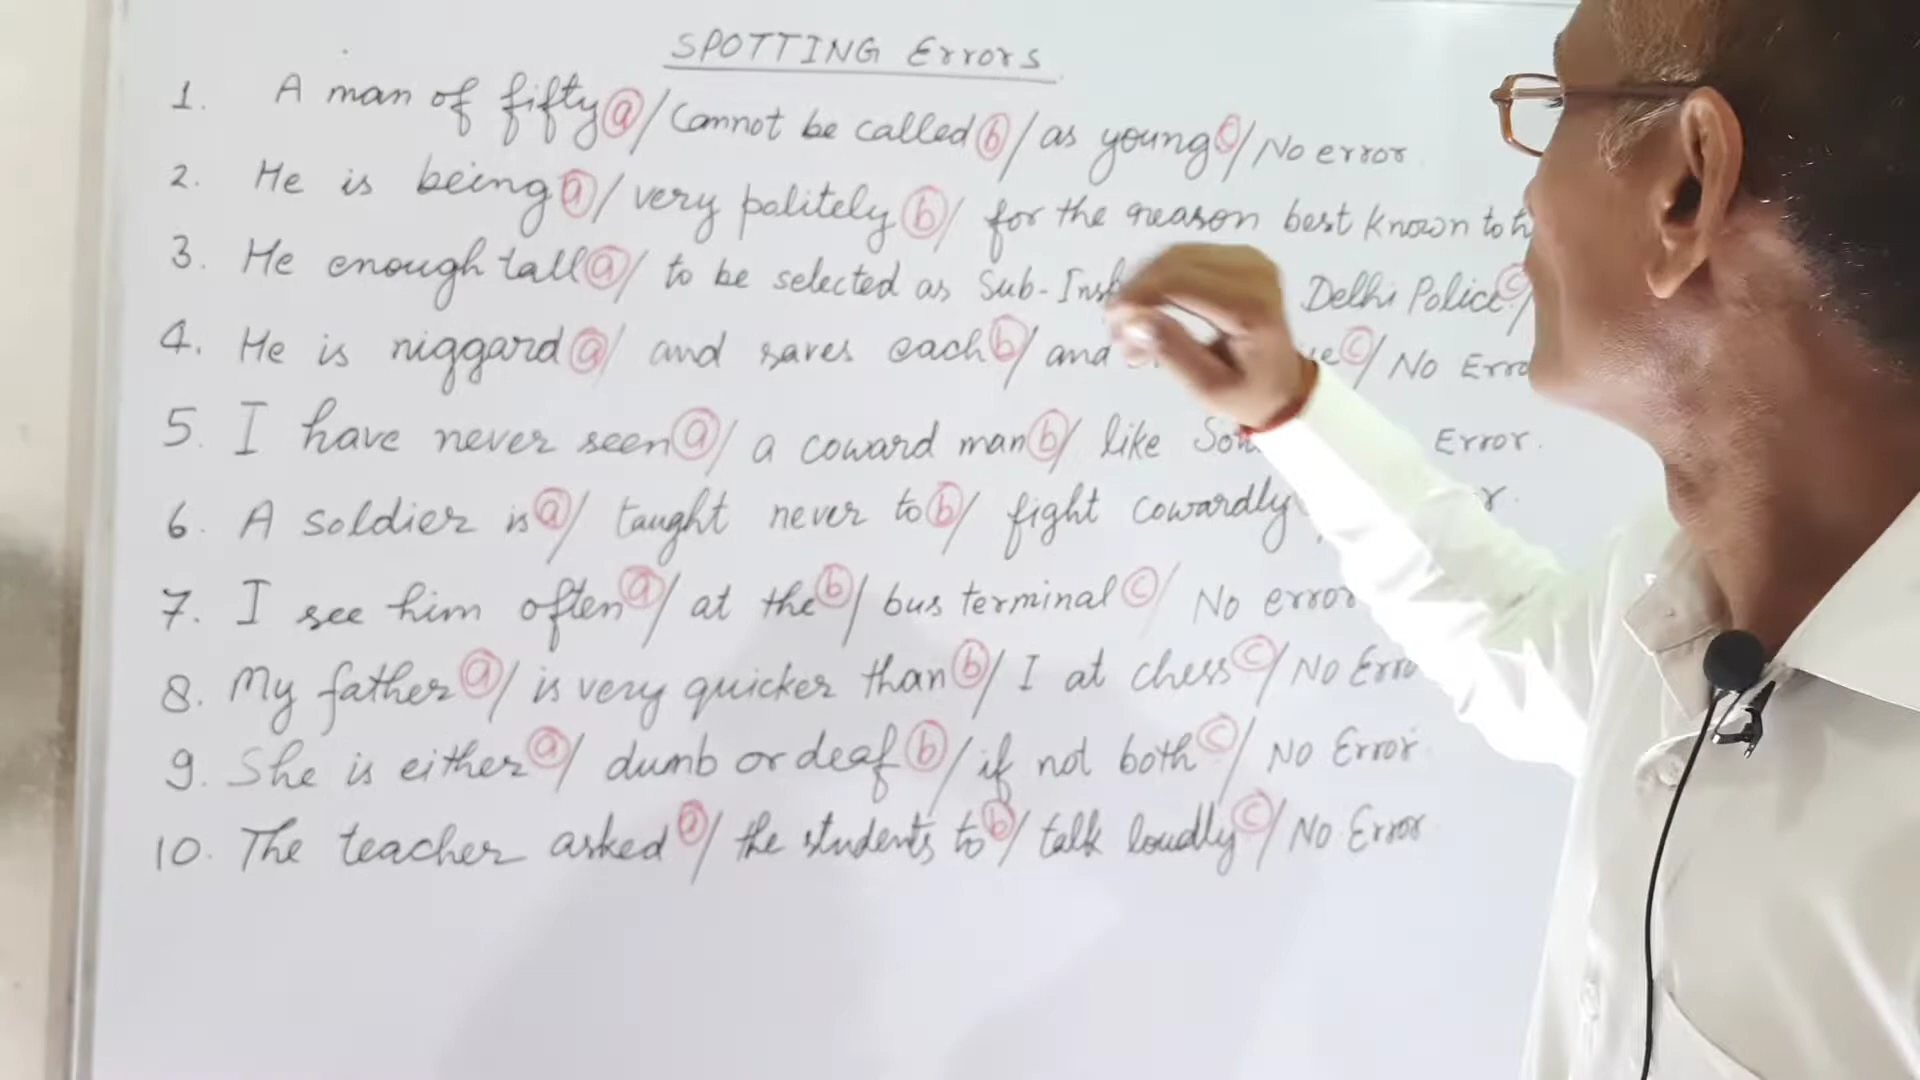 SPOTTING Errors
1. A man of fifty ⓐ / Cannot be called ⓑ / as young ⓒ / No error
2. He is being ⓐ / very politely ⓑ / for the reason best known to
3. He enough tall ⓐ / to be selected as Sub- Delhi Police ⓒ /
4. He is niggard ⓐ / and saves each ⓑ / and ⓒ / No
5. I have never seen ⓐ / a coward man ⓑ / like Error.
6. A soldier is ⓐ / taught never to ⓑ / fight cowardly
7. I see him often ⓐ / at the ⓑ / bus terminal ⓒ / No error
8. My father ⓐ / is very quicker than ⓑ / I at chess ⓒ / No
9. She is either ⓐ / dumb or deaf ⓑ / if not both ⓒ / No Error
10. The teacher asked ⓐ / the students to ⓑ / talk loudly ⓒ / No Error